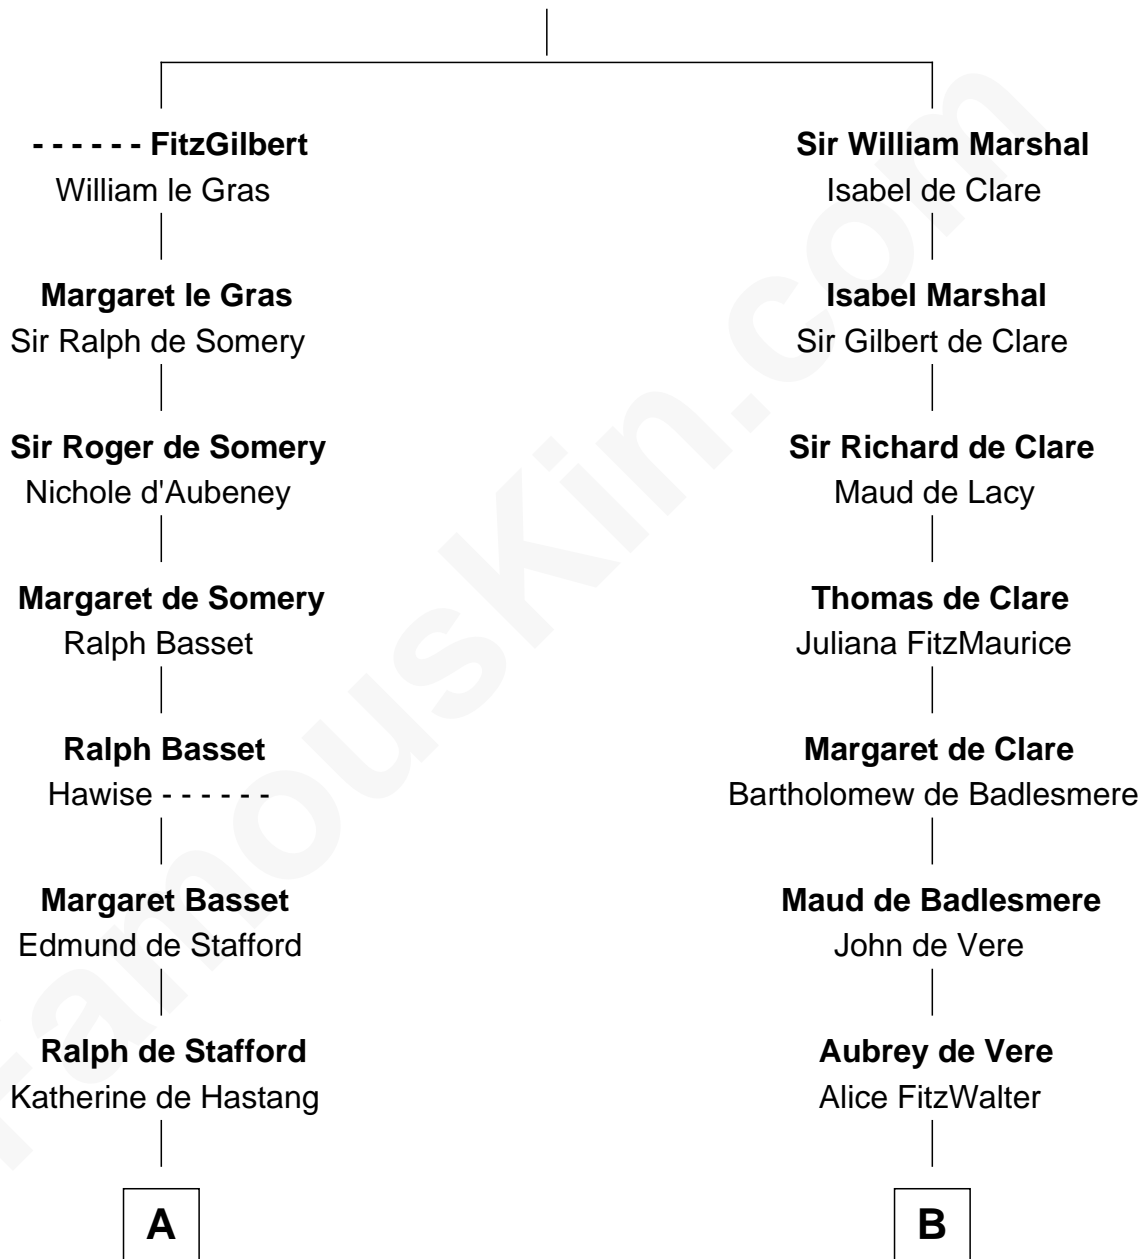 - - - - - - FitzGilbert
William le Gras
Sir William Marshal
Isabel de Clare
Margaret le Gras
Sir Ralph de Somery
Isabel Marshal
Sir Gilbert de Clare
Sir Roger de Somery
Nichole d'Aubeney
Sir Richard de Clare
Maud de Lacy
Margaret de Somery
Ralph Basset
Thomas de Clare
Juliana FitzMaurice
Ralph Basset
Hawise - - - - - -
Margaret de Clare
Bartholomew de Badlesmere
Margaret Basset
Edmund de Stafford
Maud de Badlesmere
John de Vere
Ralph de Stafford
Katherine de Hastang
Aubrey de Vere
Alice FitzWalter
A
B
FamousKin.com